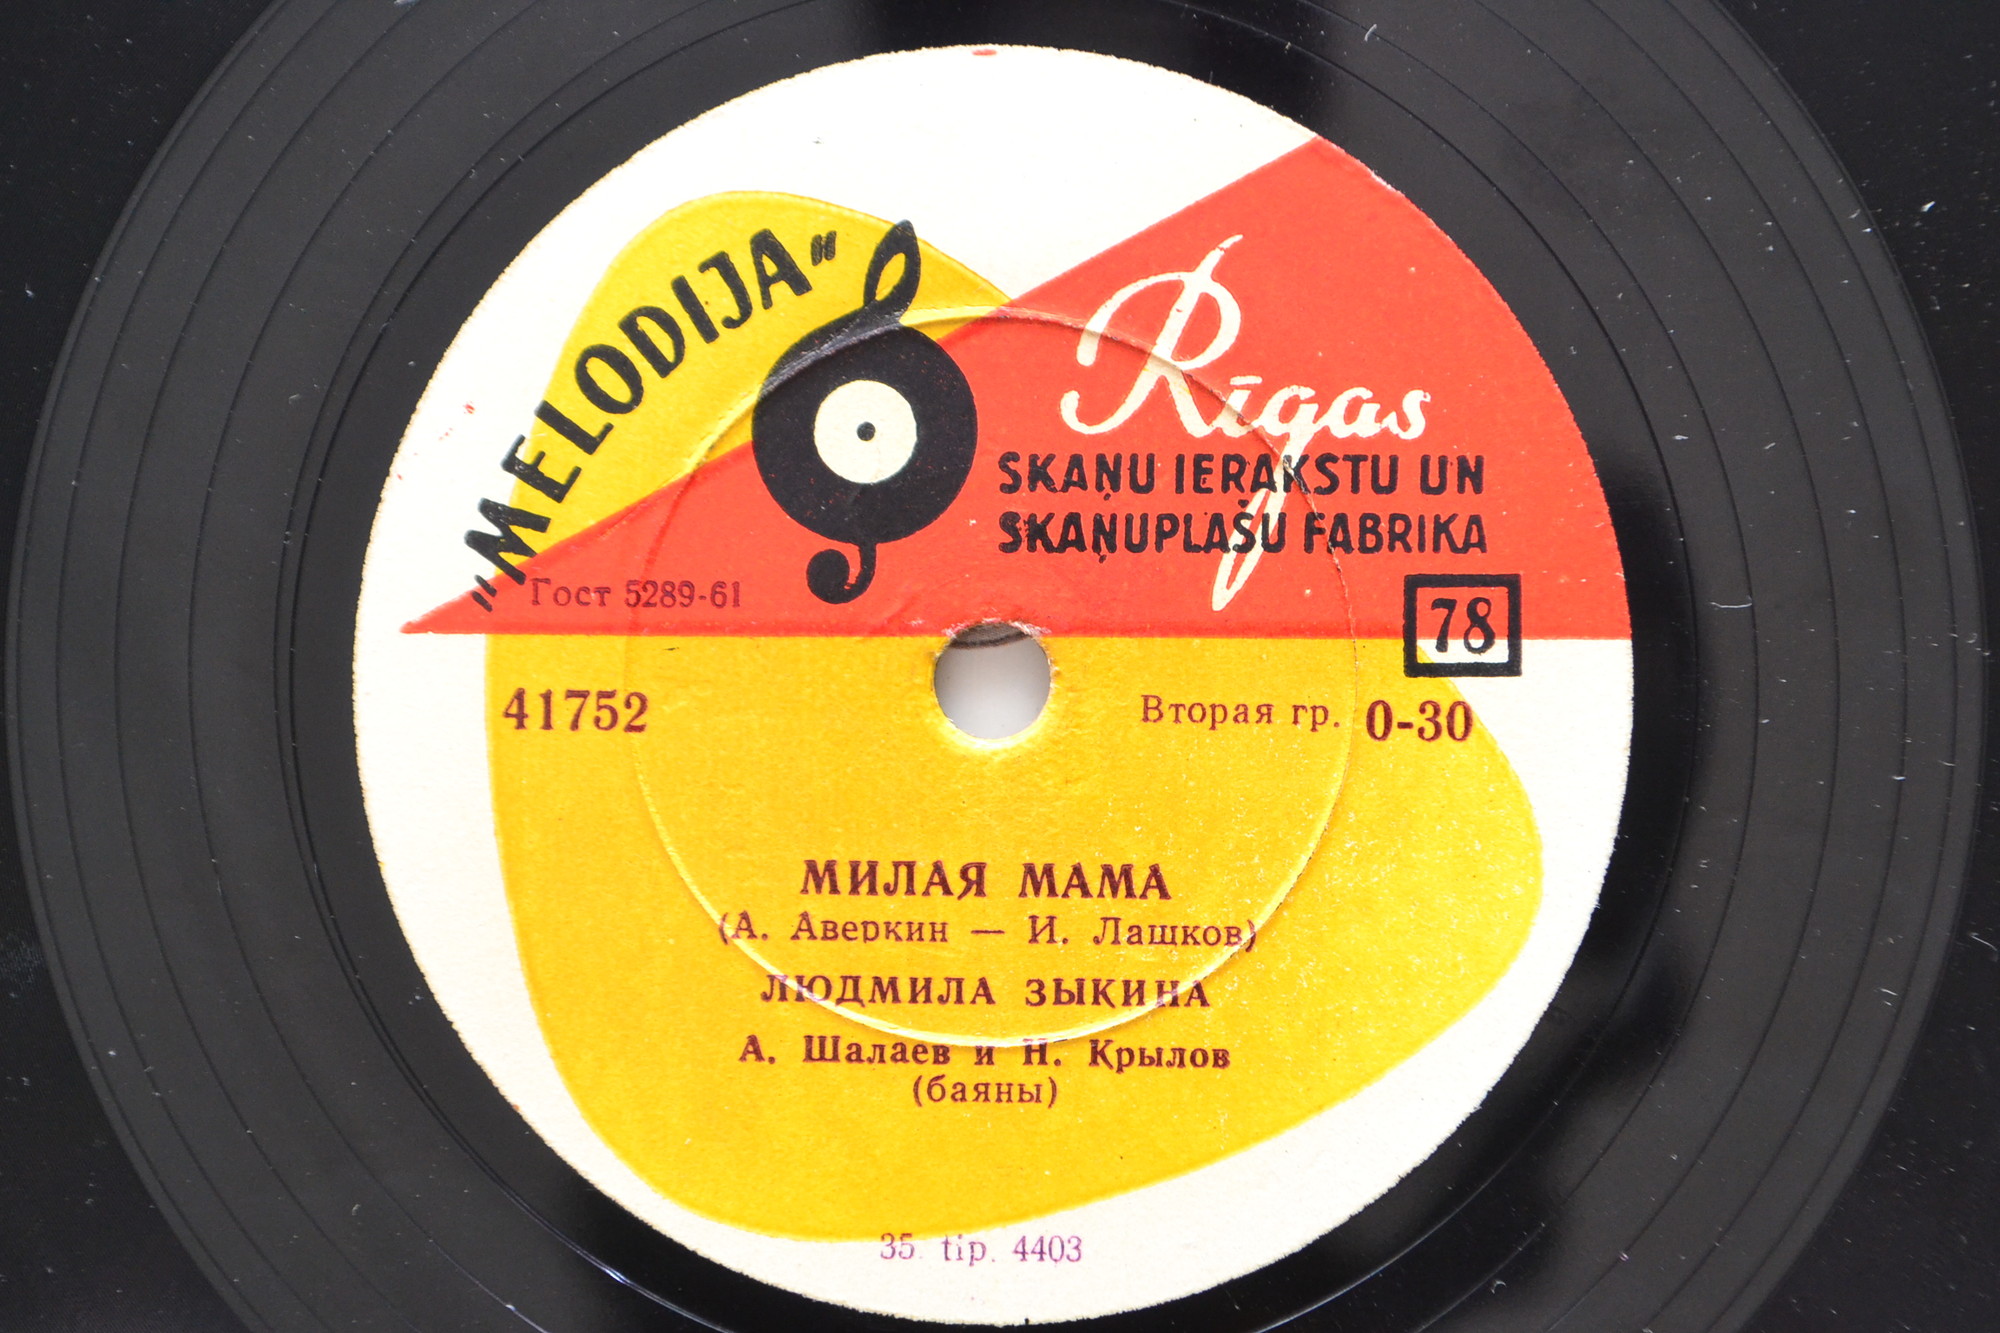 „MELODIJA“
Rīgas
SKAŅU IERAKSTU UN
SKAŅUPLAŠU FABRIKA
Гост 5289-61
78
41752
Вторая гр. 0-30
МИЛАЯ МАМА
(А. Аверкин — И. Лашков)
ЛЮДМИЛА ЗЫКИНА
А. Шалаев и Н. Крылов
(баяны)
35. tip. 4403